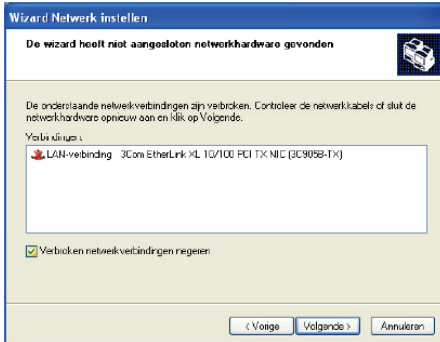 Wizard Netwerk instellen
De wizard heeft niet aangesloten netwerkhardware gevonden
De onderstaande netwerkverbindingen zijn verbroken. Controleer de netwerkkabels of sluit de
netwerkhardware opnieuw aan en klik op Volgende.
Verbindingen:
LAN-verbinding 3Com EtherLink XL 10/100 PCI TX NIC (3C905B-TX)
Verbroken netwerkverbindingen negeren
< Vorige Volgende > Annuleren